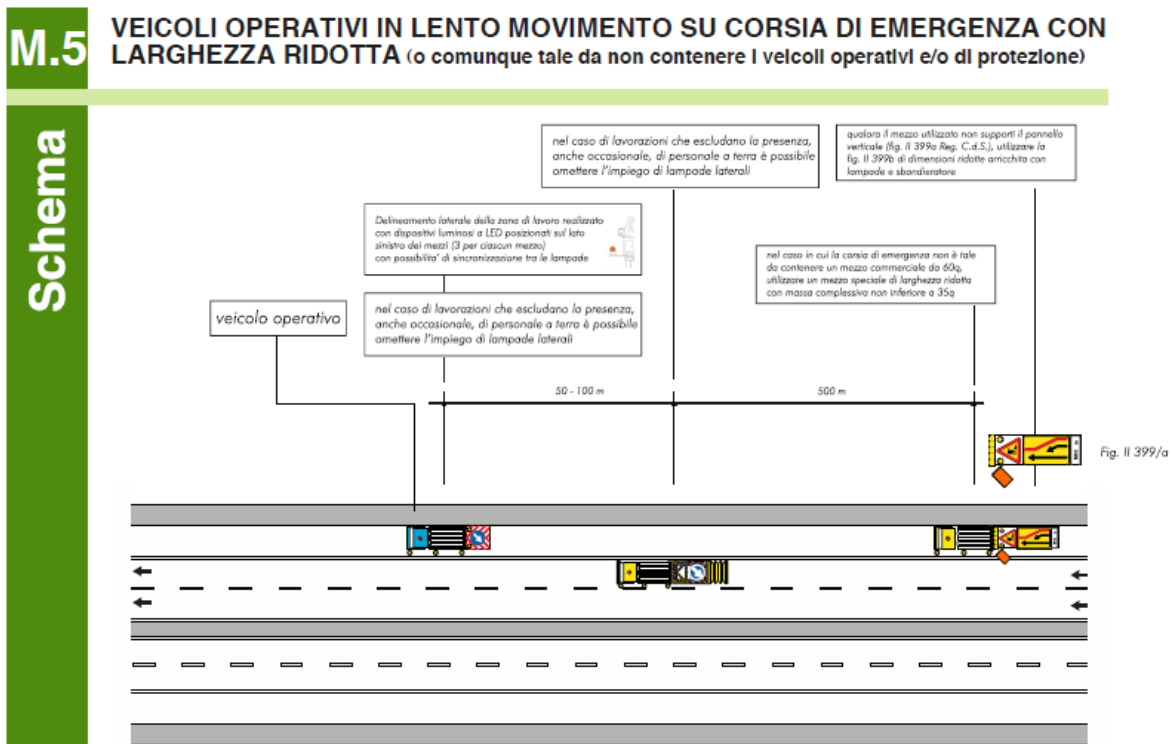 M.5
VEICOLI OPERATIVI IN LENTO MOVIMENTO SU CORSIA DI EMERGENZA CON
LARGHEZZA RIDOTTA (o comunque tale da non contenere i veicoli operativi e/o di protezione)
Schema
nel caso di lavorazioni che escludano la presenza,
anche occasionale, di personale a terra è possibile
omettere l'impiego di lampade laterali
qualora il mezzo utilizzato non supporti il pannello
verticale (fig. II 399a Reg. C.d.S.), utilizzare la
fig. II 399b di dimensioni ridotte arricchita con
lampade e sbandieratore
Delineamento laterale della zona di lavoro realizzato
con dispositivi luminosi a LED posizionati sul lato
sinistro dei mezzi (3 per ciascun mezzo)
con possibilita' di sincronizzazione tra le lampade
nel caso in cui la corsia di emergenza non è tale
da contenere un mezzo commerciale da 60q,
utilizzare un mezzo speciale di larghezza ridotta
con massa complessiva non inferiore a 35q
veicolo operativo
nel caso di lavorazioni che escludano la presenza,
anche occasionale, di personale a terra è possibile
omettere l'impiego di lampade laterali
50 - 100 m
500 m
Fig. II 399/a